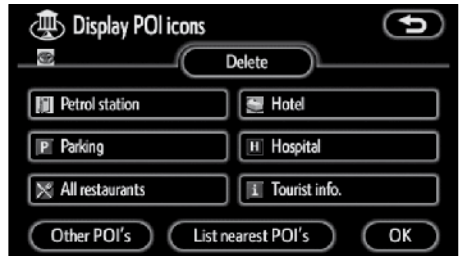 Display POI icons
Delete
Petrol station
Hotel
P Parking
H Hospital
All restaurants
i Tourist info.
Other POI's
List nearest POI's
OK